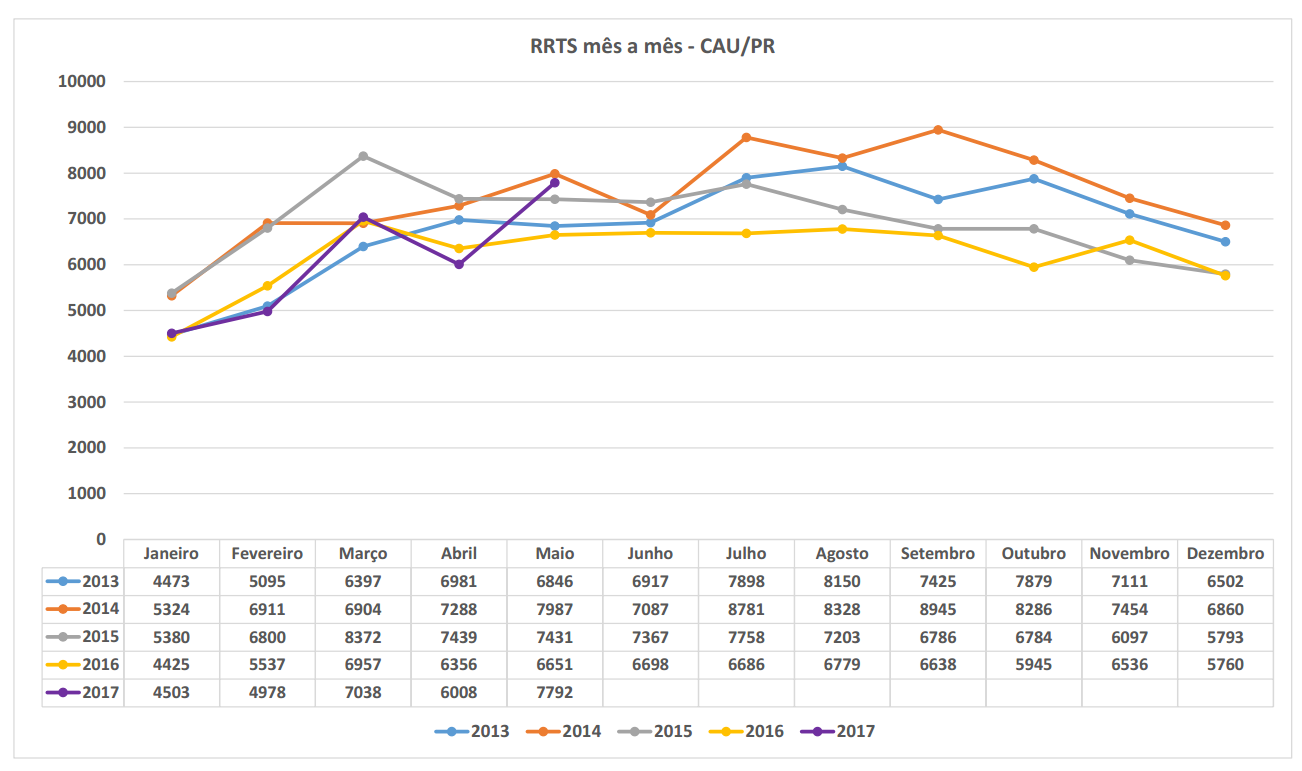 RRTS mês a mês - CAU/PR
10000
9000
8000
7000
6000
5000
4000
3000
2000
1000
0
Janeiro Fevereiro Março Abril Maio Junho Julho Agosto Setembro Outubro Novembro Dezembro
2013 4473 5095 6397 6981 6846 6917 7898 8150 7425 7879 7111 6502
2014 5324 6911 6904 7288 7987 7087 8781 8328 8945 8286 7454 6860
2015 5380 6800 8372 7439 7431 7367 7758 7203 6786 6784 6097 5793
2016 4425 5537 6957 6356 6651 6698 6686 6779 6638 5945 6536 5760
2017 4503 4978 7038 6008 7792
2013 2014 2015 2016 2017